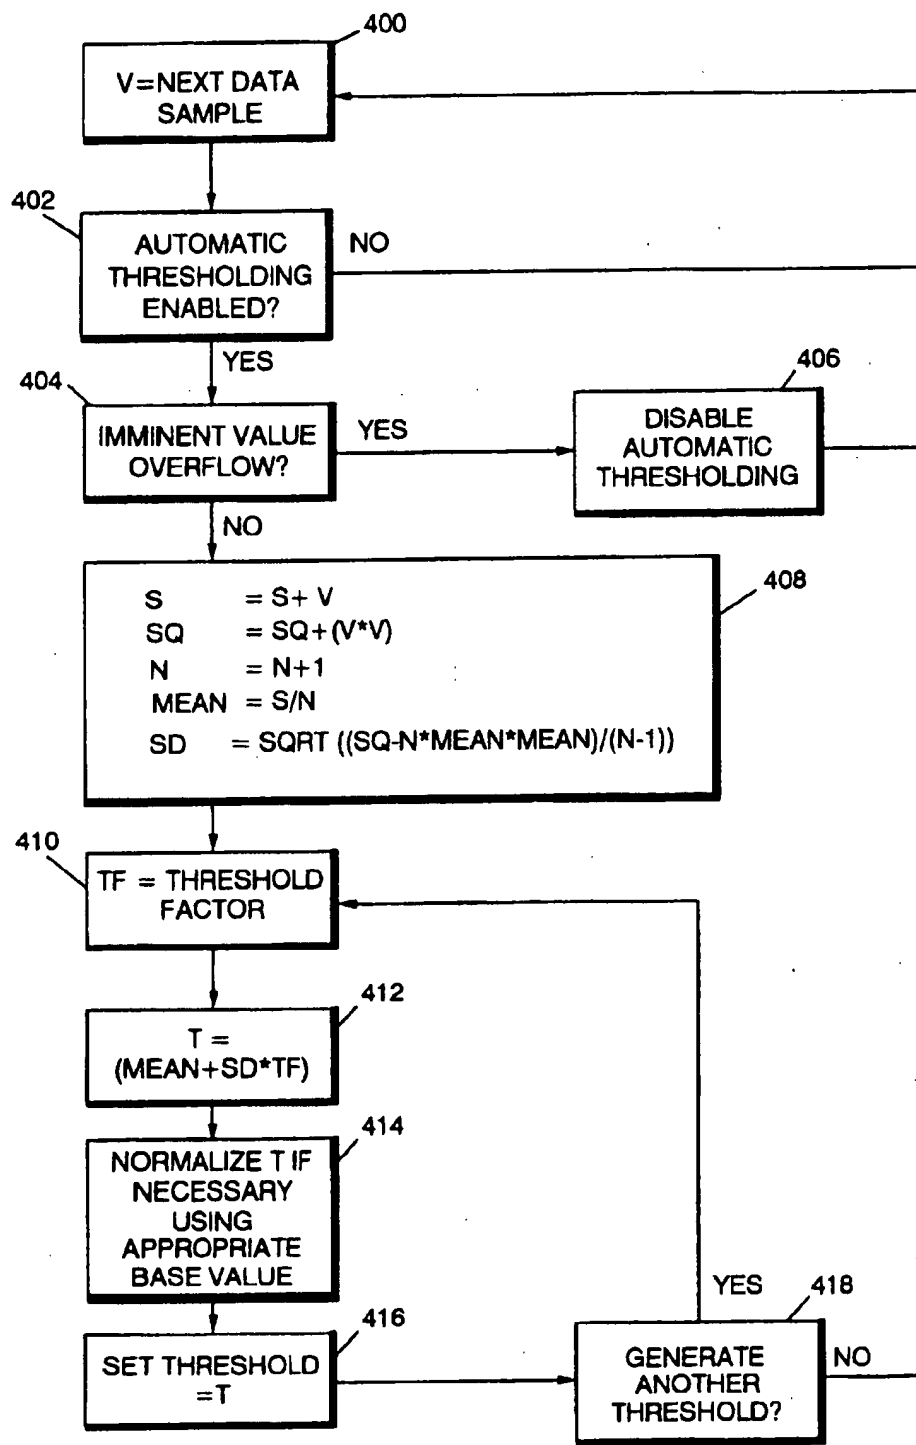 400
V=NEXT DATA
SAMPLE
402
AUTOMATIC
THRESHOLDING
ENABLED?
NO
YES
404
IMMINENT VALUE
OVERFLOW?
YES
406
DISABLE
AUTOMATIC
THRESHOLDING
NO
408
S = S+ V
SQ = SQ+(V*V)
N = N+1
MEAN = S/N
SD = SQRT ((SQ-N*MEAN*MEAN)/(N-1))
410
TF = THRESHOLD
FACTOR
412
T =
(MEAN+SD*TF)
414
NORMALIZE T IF
NECESSARY
USING
APPROPRIATE
BASE VALUE
416
SET THRESHOLD
=T
YES
418
GENERATE
ANOTHER
THRESHOLD?
NO